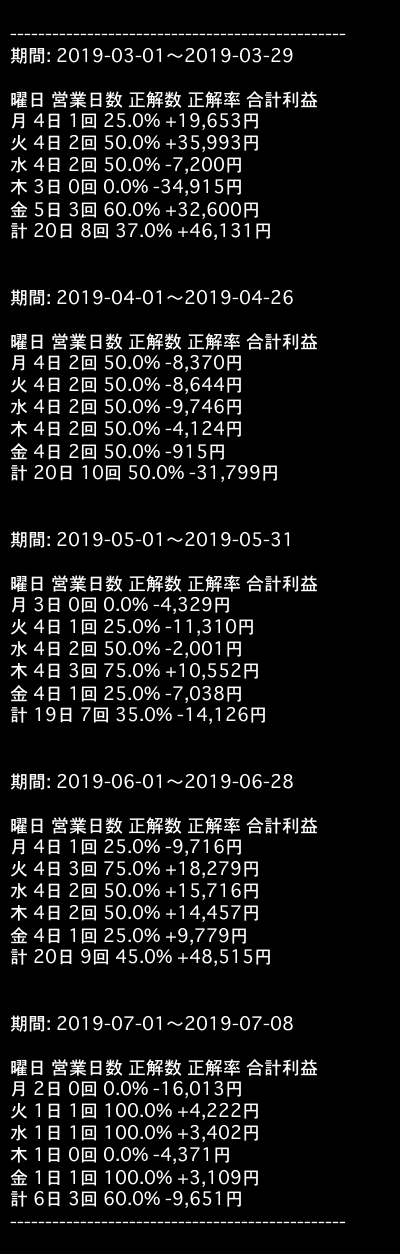 ------------------------------------------------
期間: 2019-03-01〜2019-03-29
曜日 営業日数 正解数 正解率 合計利益
月 4日 1回 25.0% +19,653円
火 4日 2回 50.0% +35,993円
水 4日 2回 50.0% -7,200円
木 3日 0回 0.0% -34,915円
金 5日 3回 60.0% +32,600円
計 20日 8回 37.0% +46,131円
期間: 2019-04-01〜2019-04-26
曜日 営業日数 正解数 正解率 合計利益
月 4日 2回 50.0% -8,370円
火 4日 2回 50.0% -8,644円
水 4日 2回 50.0% -9,746円
木 4日 2回 50.0% -4,124円
金 4日 2回 50.0% -915円
計 20日 10回 50.0% -31,799円
期間: 2019-05-01〜2019-05-31
曜日 営業日数 正解数 正解率 合計利益
月 3日 0回 0.0% -4,329円
火 4日 1回 25.0% -11,310円
水 4日 2回 50.0% -2,001円
木 4日 3回 75.0% +10,552円
金 4日 1回 25.0% -7,038円
計 19日 7回 35.0% -14,126円
期間: 2019-06-01〜2019-06-28
曜日 営業日数 正解数 正解率 合計利益
月 4日 1回 25.0% -9,716円
火 4日 3回 75.0% +18,279円
水 4日 2回 50.0% +15,716円
木 4日 2回 50.0% +14,457円
金 4日 1回 25.0% +9,779円
計 20日 9回 45.0% +48,515円
期間: 2019-07-01〜2019-07-08
曜日 営業日数 正解数 正解率 合計利益
月 2日 0回 0.0% -16,013円
火 1日 1回 100.0% +4,222円
水 1日 1回 100.0% +3,402円
木 1日 0回 0.0% -4,371円
金 1日 1回 100.0% +3,109円
計 6日 3回 60.0% -9,651円
------------------------------------------------